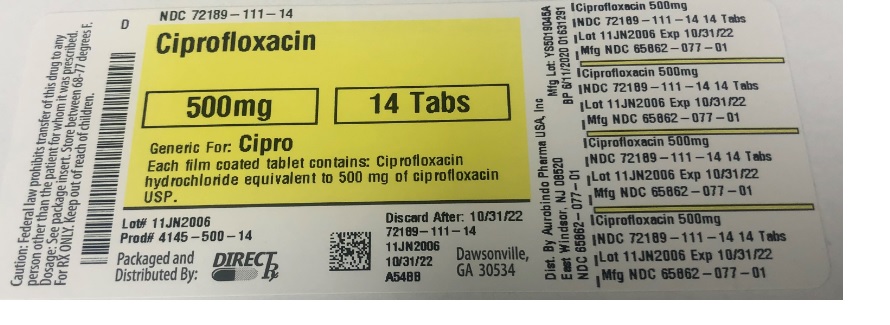 Caution: Federal law prohibits transfer of this drug to any
person other than the patient for whom it was prescribed.
Dosage: See package insert. Store between 68-77 degrees F.
For RX ONLY. Keep out of reach of children.
D
NDC 72189-111-14
Ciprofloxacin
500mg
14 Tabs
Generic For: Cipro
Each film coated tablet contains: Ciprofloxacin
hydrochloride equivalent to 500 mg of ciprofloxacin
USP.
Lot# 11JN2006
Prod# 4145-500-14
Packaged and
Distributed By:
DIRECT Rx
Discard After: 10/31/22
72189-111-14
11JN2006
10/31/22
A54BB
Dawsonville,
GA 30534
Mfg Lot: YS5019045A
BP 6/11/2020 01631291
Dist. By Aurobindo Pharma USA, Inc
East Windsor, NJ 08520
NDC 65862-077-01
Ciprofloxacin 500mg
NDC 72189-111-14 14 Tabs
Lot 11JN2006 Exp 10/31/22
Mfg NDC 65862-077-01
Ciprofloxacin 500mg
NDC 72189-111-14 14 Tabs
Lot 11JN2006 Exp 10/31/22
Mfg NDC 65862-077-01
Ciprofloxacin 500mg
NDC 72189-111-14 14 Tabs
Lot 11JN2006 Exp 10/31/22
Mfg NDC 65862-077-01
Ciprofloxacin 500mg
NDC 72189-111-14 14 Tabs
Lot 11JN2006 Exp 10/31/22
Mfg NDC 65862-077-01